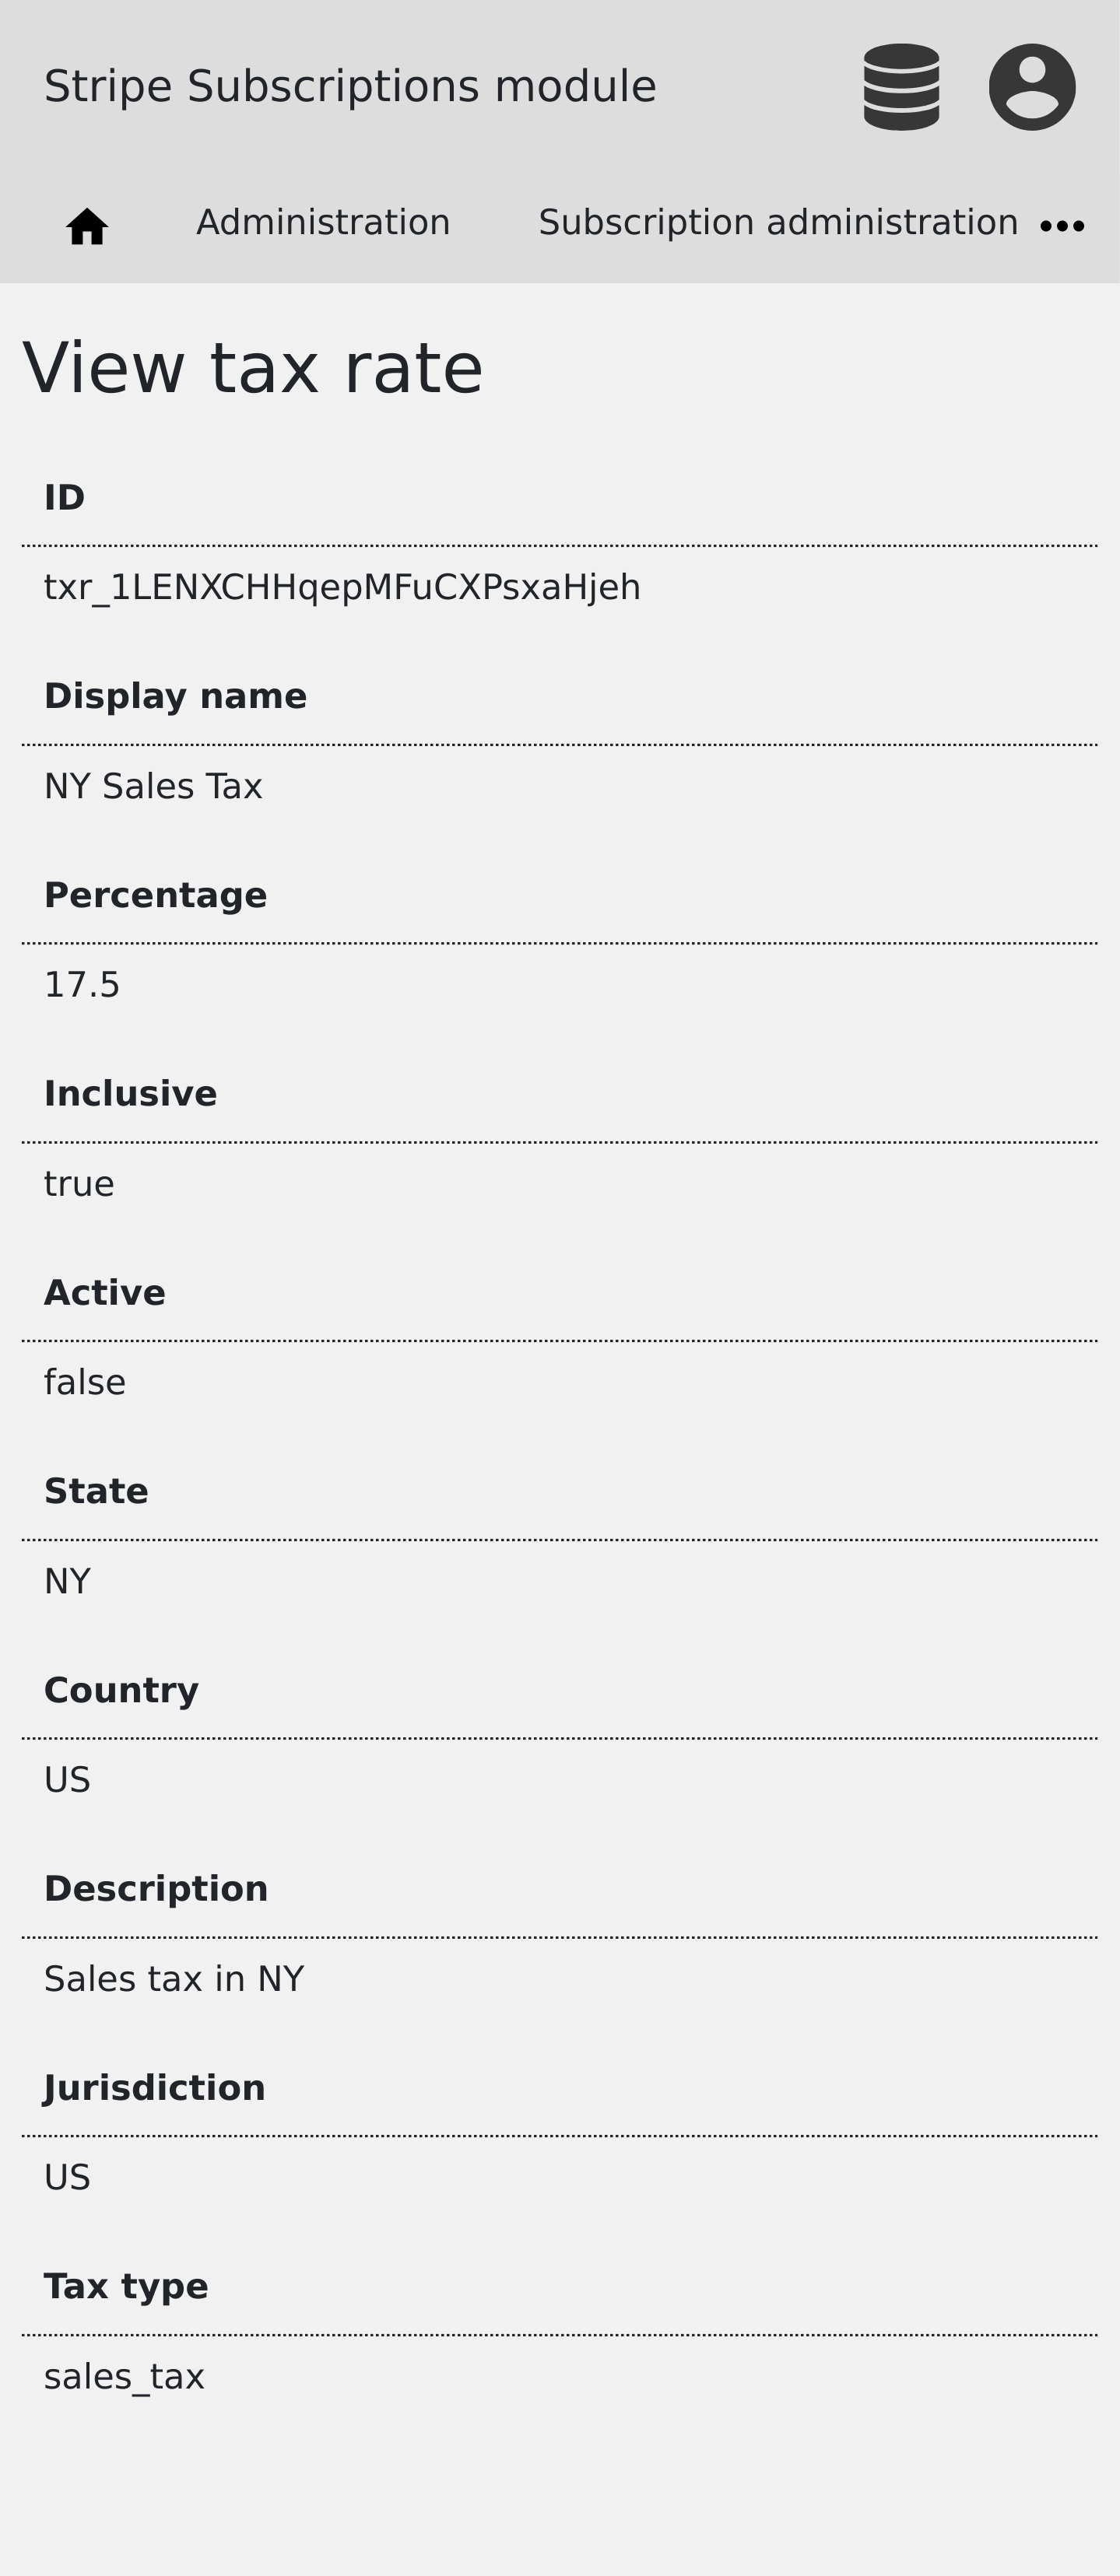 Stripe Subscriptions module
Administration Subscription administration •••
View tax rate
ID
txr_1LENXCHHqepMFuCXPsxaHjeh
Display name
NY Sales Tax
Percentage
17.5
Inclusive
true
Active
false
State
NY
Country
US
Description
Sales tax in NY
Jurisdiction
US
Tax type
sales_tax